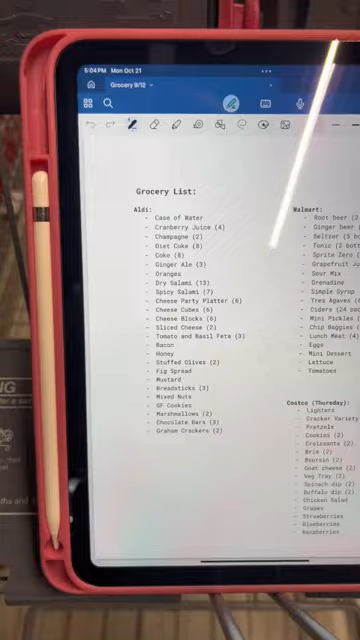 5:04 PM Mon Oct 21
Grocery 9/12
Grocery List:
Aldi:
- Case of Water
- Cranberry Juice (4)
- Champagne (2)
- Diet Coke (8)
- Coke (8)
- Ginger Ale (3)
- Oranges
- Dry Salami (13)
- Spicy Salami (7)
- Cheese Party Platter (6)
- Cheese Cubes (6)
- Cheese Blocks (6)
- Sliced Cheese (2)
- Tomato and Basil Feta (3)
- Bacon
- Honey
- Stuffed Olives (2)
- Fig Spread
- Mustard
- Breadsticks (3)
- Mixed Nuts
- GF Cookies
- Marshmallows (2)
- Chocolate Bars (3)
- Graham Crackers (2)
Walmart:
- Root beer (2
- Ginger beer (
- Seltzer (3 bo
- Tonic (2 bott
- Sprite Zero (
- Grapefruit Ju
- Sour Mix
- Grenadine
- Simple Syrup
- Tres Agaves (
- Ciders (24 pac
- Mini Pickles (
- Chip Baggies (
- Lunch Meat (4)
- Eggs
- Mini Dessert
- Lettuce
- Tomatoes
Costco (Thursday):
- Lighters
- Cracker Variety
- Pretzels
- Cookies (2)
- Croissants (2)
- Brie (2)
- Boursin (2)
- Goat cheese (2)
- Veg Tray (2)
- Spinach dip (2)
- Buffalo dip (2)
- Chicken Salad
- Grapes
- Strawberries
- Blueberries
- Raspberries